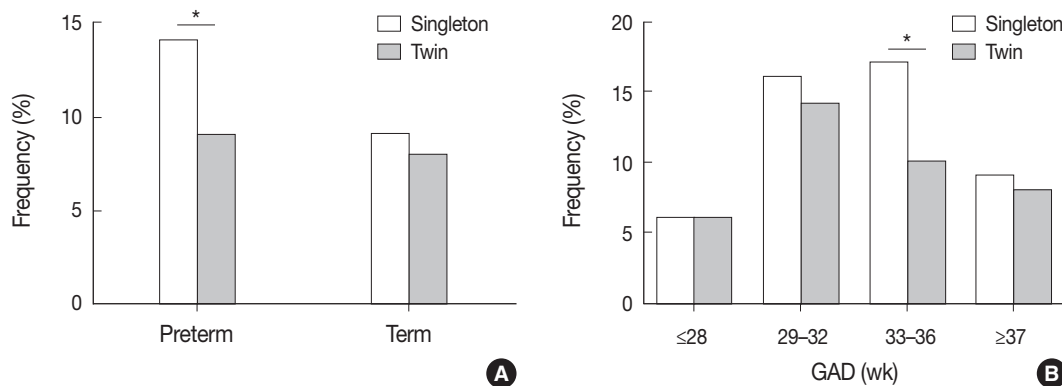 *
15
10
5
0
Frequency (%)
Singleton
Twin
Preterm
Term
A
*
20
15
10
5
0
Frequency (%)
Singleton
Twin
≤28
29–32
33–36
≥37
GAD (wk)
B